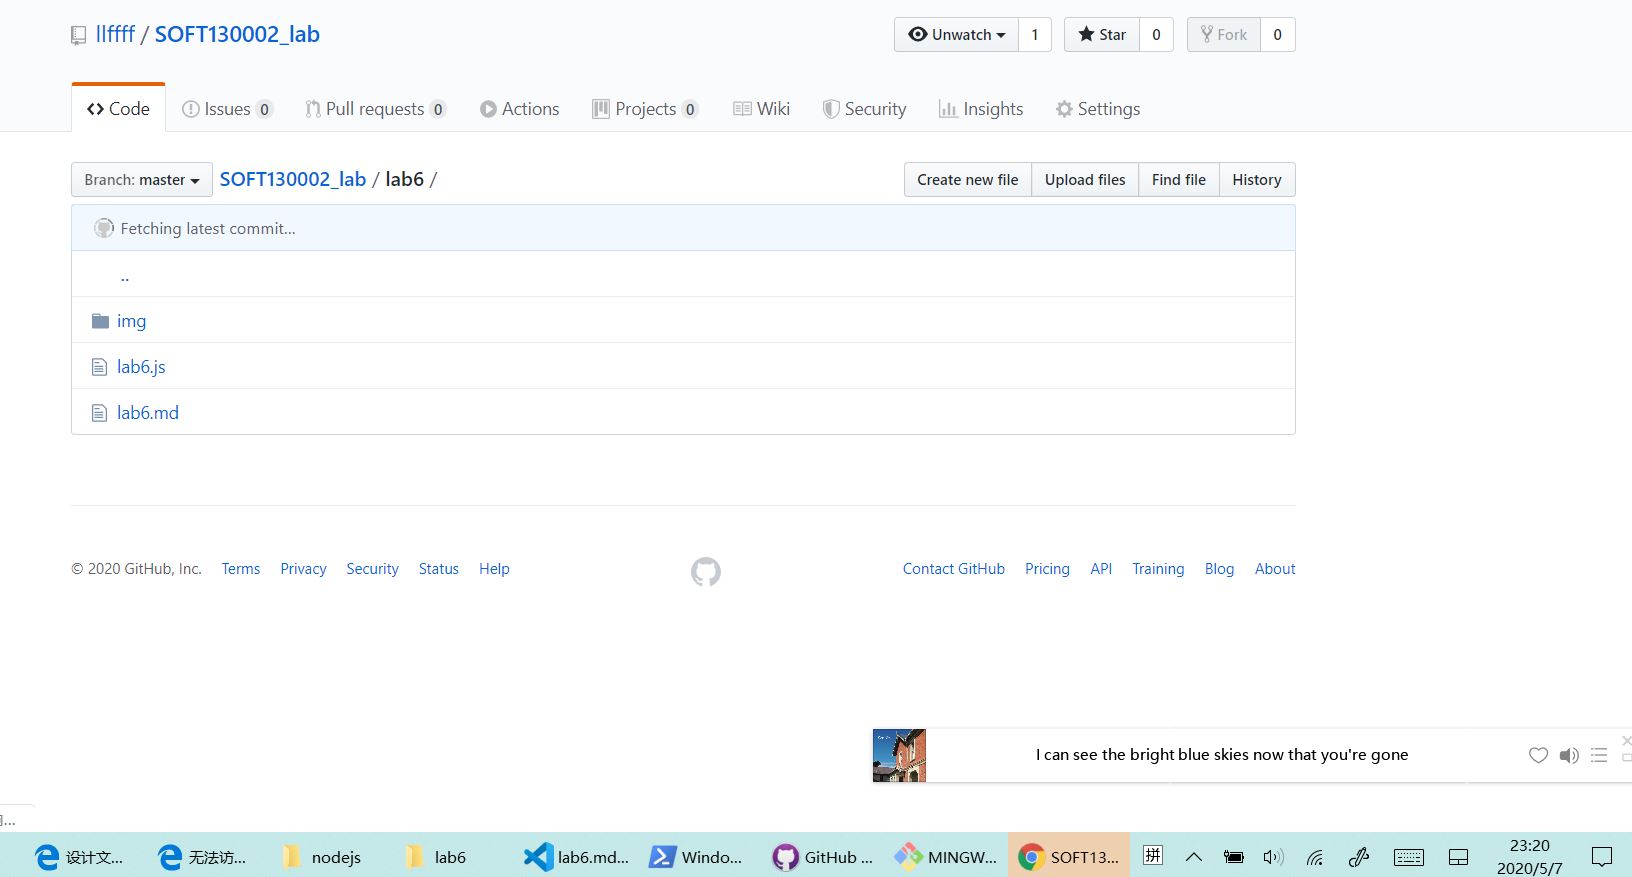 llffff / SOFT130002_lab
Unwatch 1 Star 0 Fork 0
Code Issues 0 Pull requests 0 Actions Projects 0 Wiki Security Insights Settings
Branch: master SOFT130002_lab / lab6 / Create new file Upload files Find file History
Fetching latest commit...
..
img
lab6.js
lab6.md
© 2020 GitHub, Inc. Terms Privacy Security Status Help Contact GitHub Pricing API Training Blog About
I can see the bright blue skies now that you're gone
设计文... 无法访... nodejs lab6 lab6.md... Windo... GitHub ... MINGW... SOFT13... 拼 23:20
2020/5/7